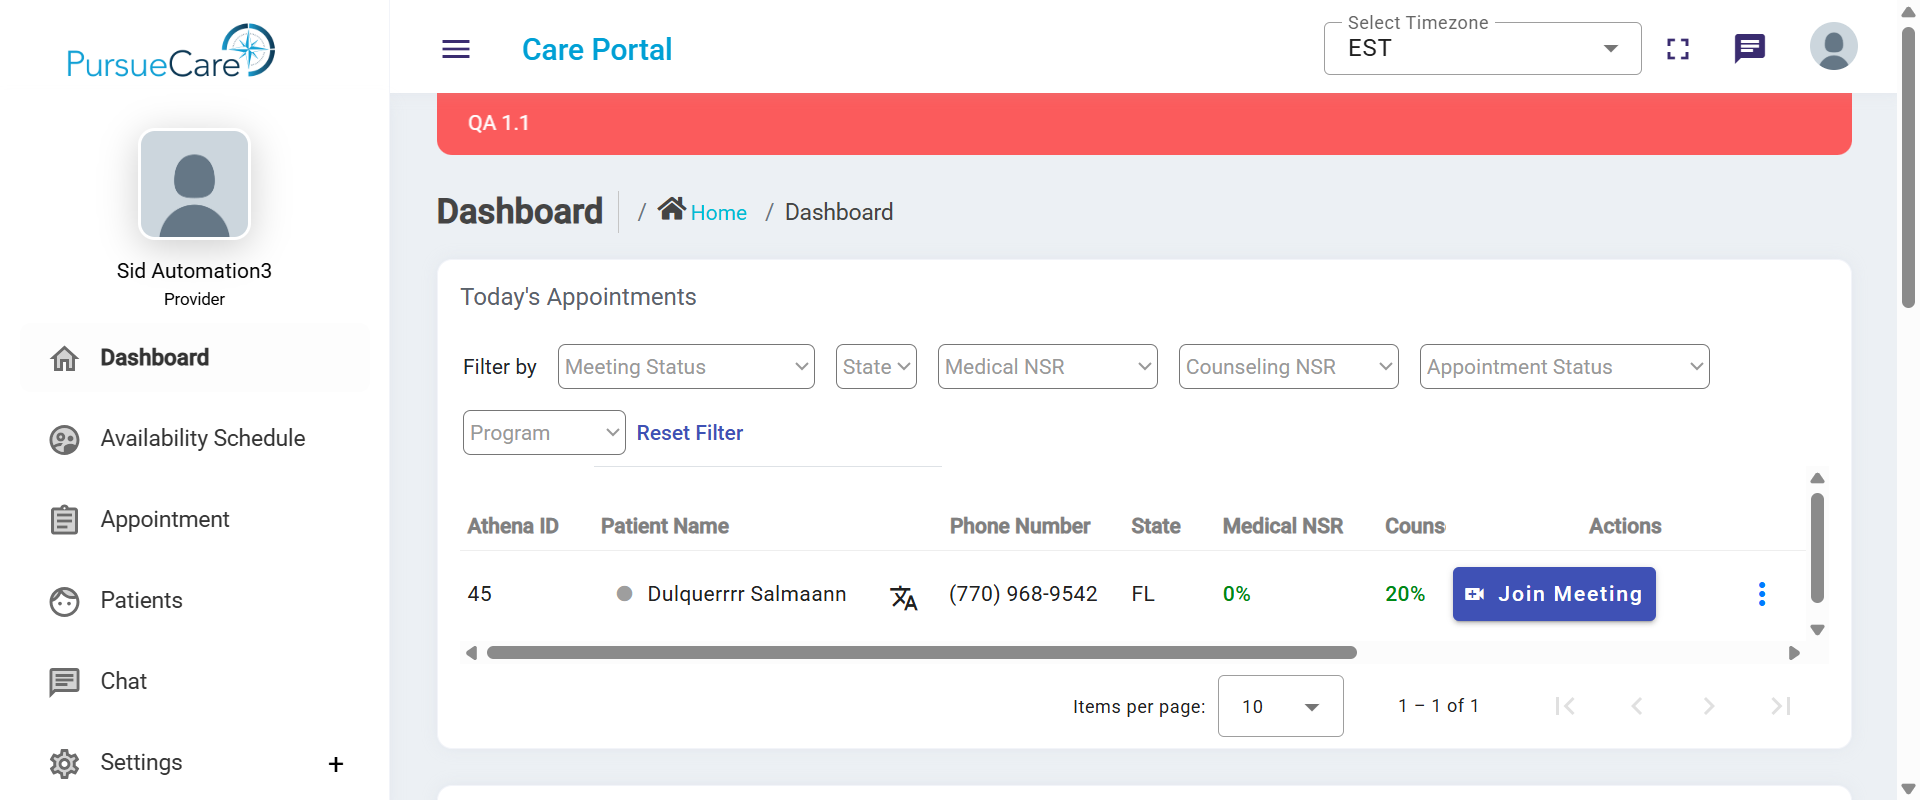 PursueCare
Sid Automation3
Provider
Dashboard
Availability Schedule
Appointment
Patients
Chat
Settings +
Care Portal
Select Timezone
EST
QA 1.1
Dashboard / Home / Dashboard
Today's Appointments
Filter by Meeting Status State Medical NSR Counseling NSR Appointment Status
Program Reset Filter
Athena ID Patient Name Phone Number State Medical NSR Couns Actions
45 Dulquerrrr Salmaann (770) 968-9542 FL 0% 20% Join Meeting
Items per page: 10 1 – 1 of 1